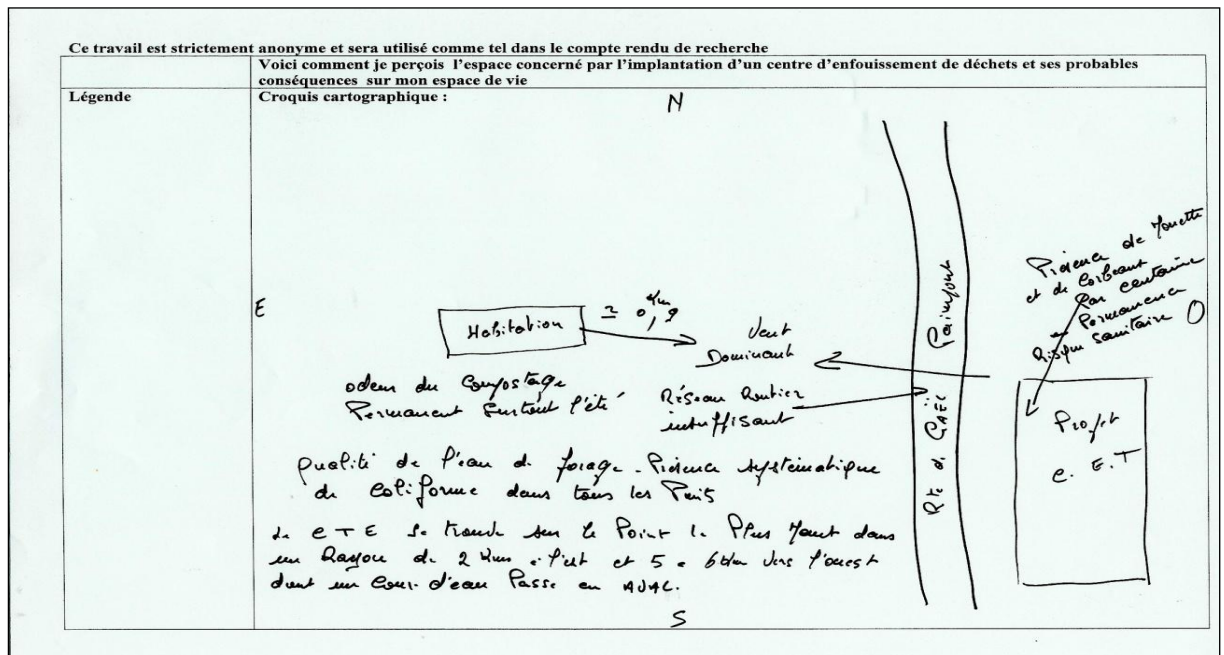 Ce travail est strictement anonyme et sera utilisé comme tel dans le compte rendu de recherche
Voici comment je perçois l'espace concerné par l'implantation d'un centre d'enfouissement de déchets et ses probables
conséquences sur mon espace de vie
Légende
Croquis cartographique :
N
Présence de Mouette
et de Corbeaux
Par centaine
Permanence
Risque Sanitaire
O
E
Habitation
≃ 0,9 Km
Vent
Dominant
odeur du Compostage
Permanent Surtout l'été
Réseau Routier
insuffisant
Rte de GAËL Paimpont
Projet
C.E.T
Qualité de l'eau de forage - Présence systématique
de Coliforme dans tous les Puits
Le CTE se trouve sur le Point le Plus Haut dans
un Rayon de 2 Km à l'est et 5 à 6 Km vers l'ouest
dont un Cour d'eau Passe en AVAL.
S